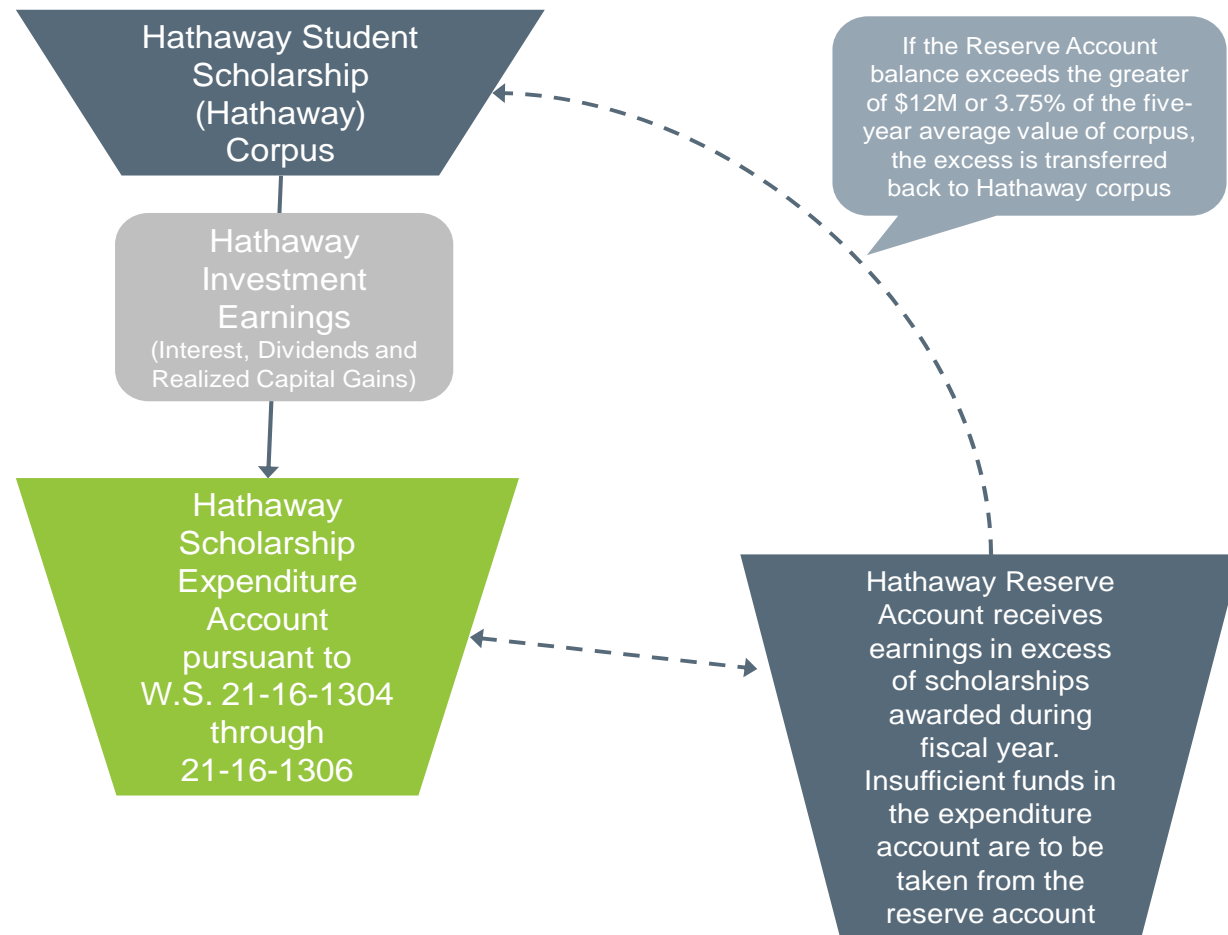 Hathaway Student
Scholarship
(Hathaway)
Corpus
If the Reserve Account
balance exceeds the greater
of $12M or 3.75% of the five-
year average value of corpus,
the excess is transferred
back to Hathaway corpus
Hathaway
Investment
Earnings
(Interest, Dividends and
Realized Capital Gains)
Hathaway
Scholarship
Expenditure
Account
pursuant to
W.S. 21-16-1304
through
21-16-1306
Hathaway Reserve
Account receives
earnings in excess
of scholarships
awarded during
fiscal year.
Insufficient funds in
the expenditure
account are to be
taken from the
reserve account